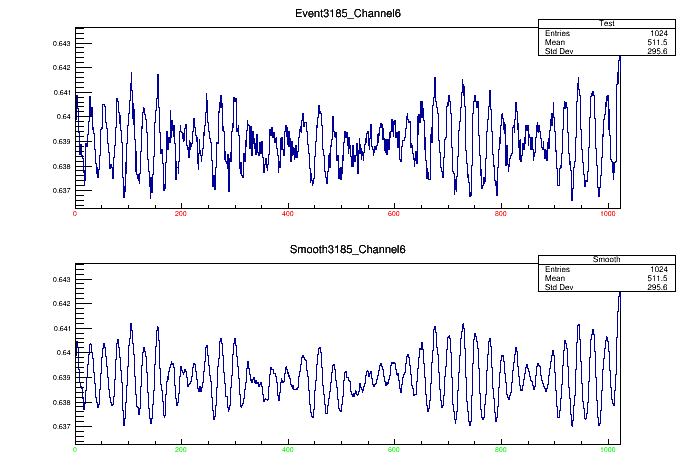 Event3185_Channel6
Test
Entries 1024
Mean 511.5
Std Dev 295.6
0.643
0.642
0.641
0.64
0.639
0.638
0.637
0 200 400 600 800 1000
Smooth3185_Channel6
Smooth
Entries 1024
Mean 511.5
Std Dev 295.6
0.643
0.642
0.641
0.64
0.639
0.638
0.637
0 200 400 600 800 1000